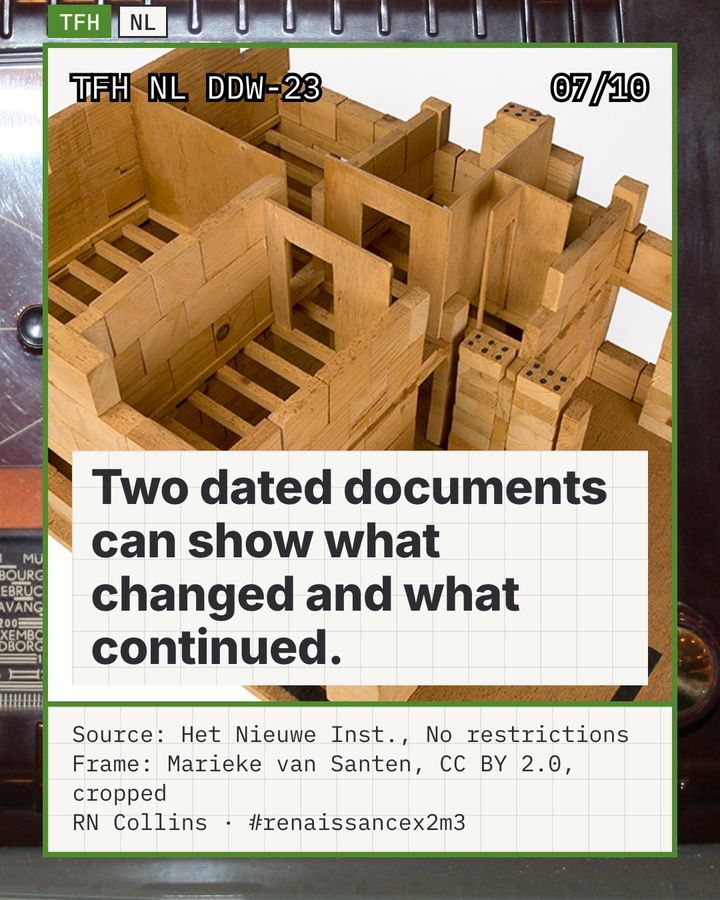 TFH NL
TFH NL DDW-23 07/10
Two dated documents
can show what
changed and what
continued.
Source: Het Nieuwe Inst., No restrictions
Frame: Marieke van Santen, CC BY 2.0,
cropped
RN Collins · #renaissancex2m3
200